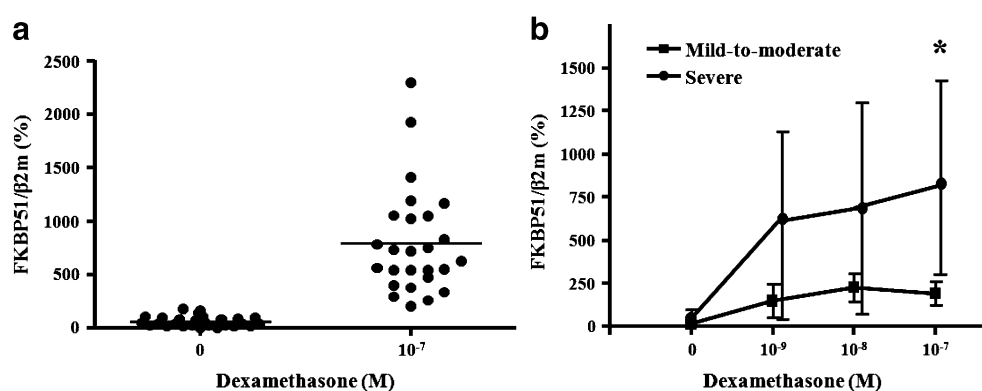 a
FKBP51/β2m (%)
2500
2000
1500
1000
500
0
0
10-7
Dexamethasone (M)
b
FKBP51/β2m (%)
Mild-to-moderate
Severe
*
1500
1250
1000
750
500
250
0
0
10-9
10-8
10-7
Dexamethasone (M)